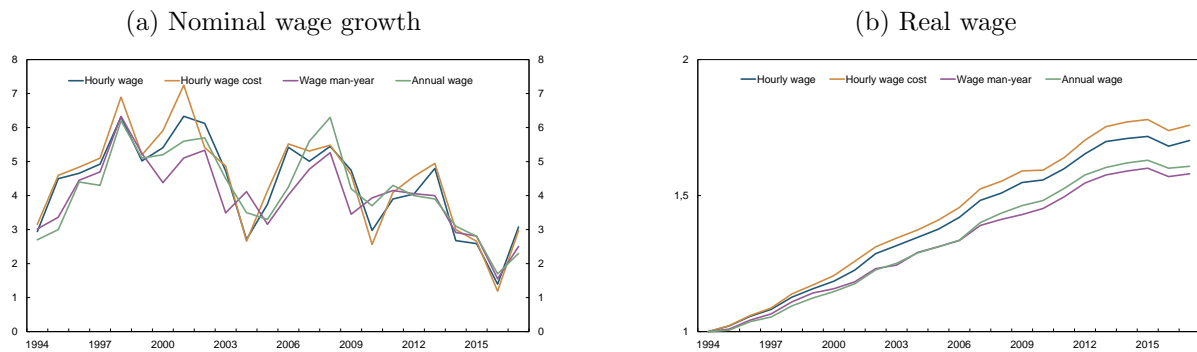 (a) Nominal wage growth
8 8
Hourly wage Hourly wage cost Wage man-year Annual wage
7 7
6 6
5 5
4 4
3 3
2 2
1 1
0 0
1994 1997 2000 2003 2006 2009 2012 2015
(b) Real wage
2
Hourly wage Hourly wage cost Wage man-year Annual wage
1.5
1
1994 1997 2000 2003 2006 2009 2012 2015